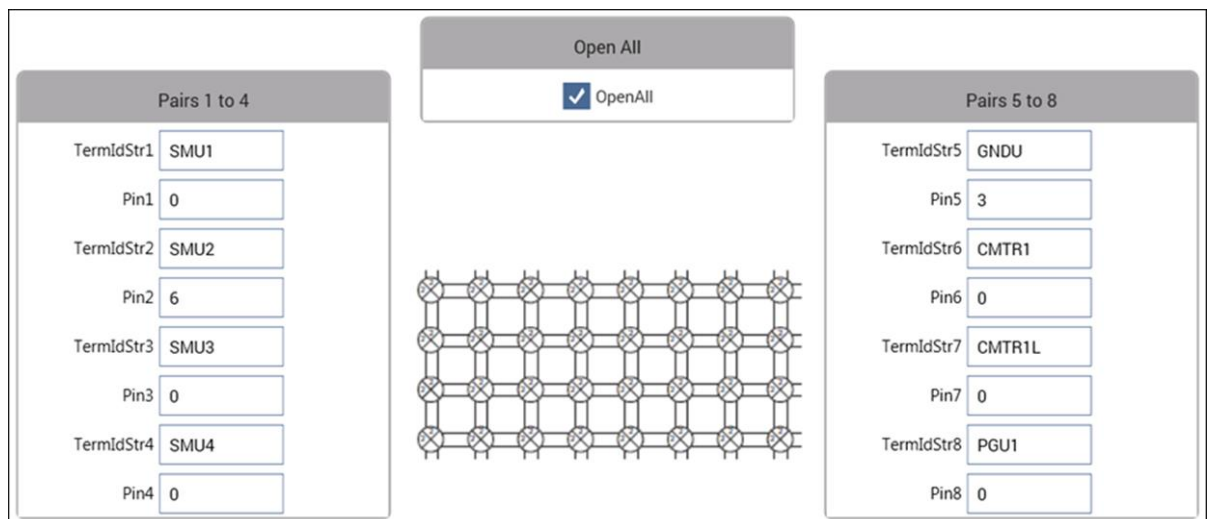 Open All
OpenAll
Pairs 1 to 4
TermIdStr1 SMU1
Pin1 0
TermIdStr2 SMU2
Pin2 6
TermIdStr3 SMU3
Pin3 0
TermIdStr4 SMU4
Pin4 0
Pairs 5 to 8
TermIdStr5 GNDU
Pin5 3
TermIdStr6 CMTR1
Pin6 0
TermIdStr7 CMTR1L
Pin7 0
TermIdStr8 PGU1
Pin8 0